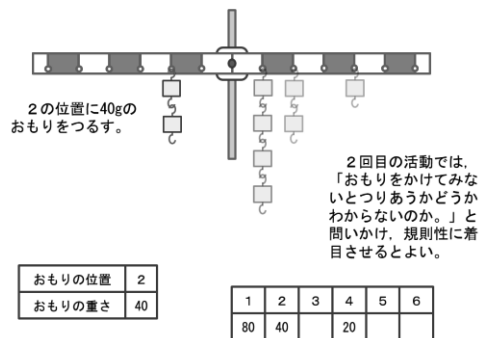 ２の位置に40gの
おもりをつるす。
２回目の活動では，
「おもりをかけてみな
いとつりあうかどうか
わからないのか。」と
問いかけ，規則性に着
目させるとよい。
おもりの位置 2
おもりの重さ 40
1 2 3 4 5 6
80 40 20